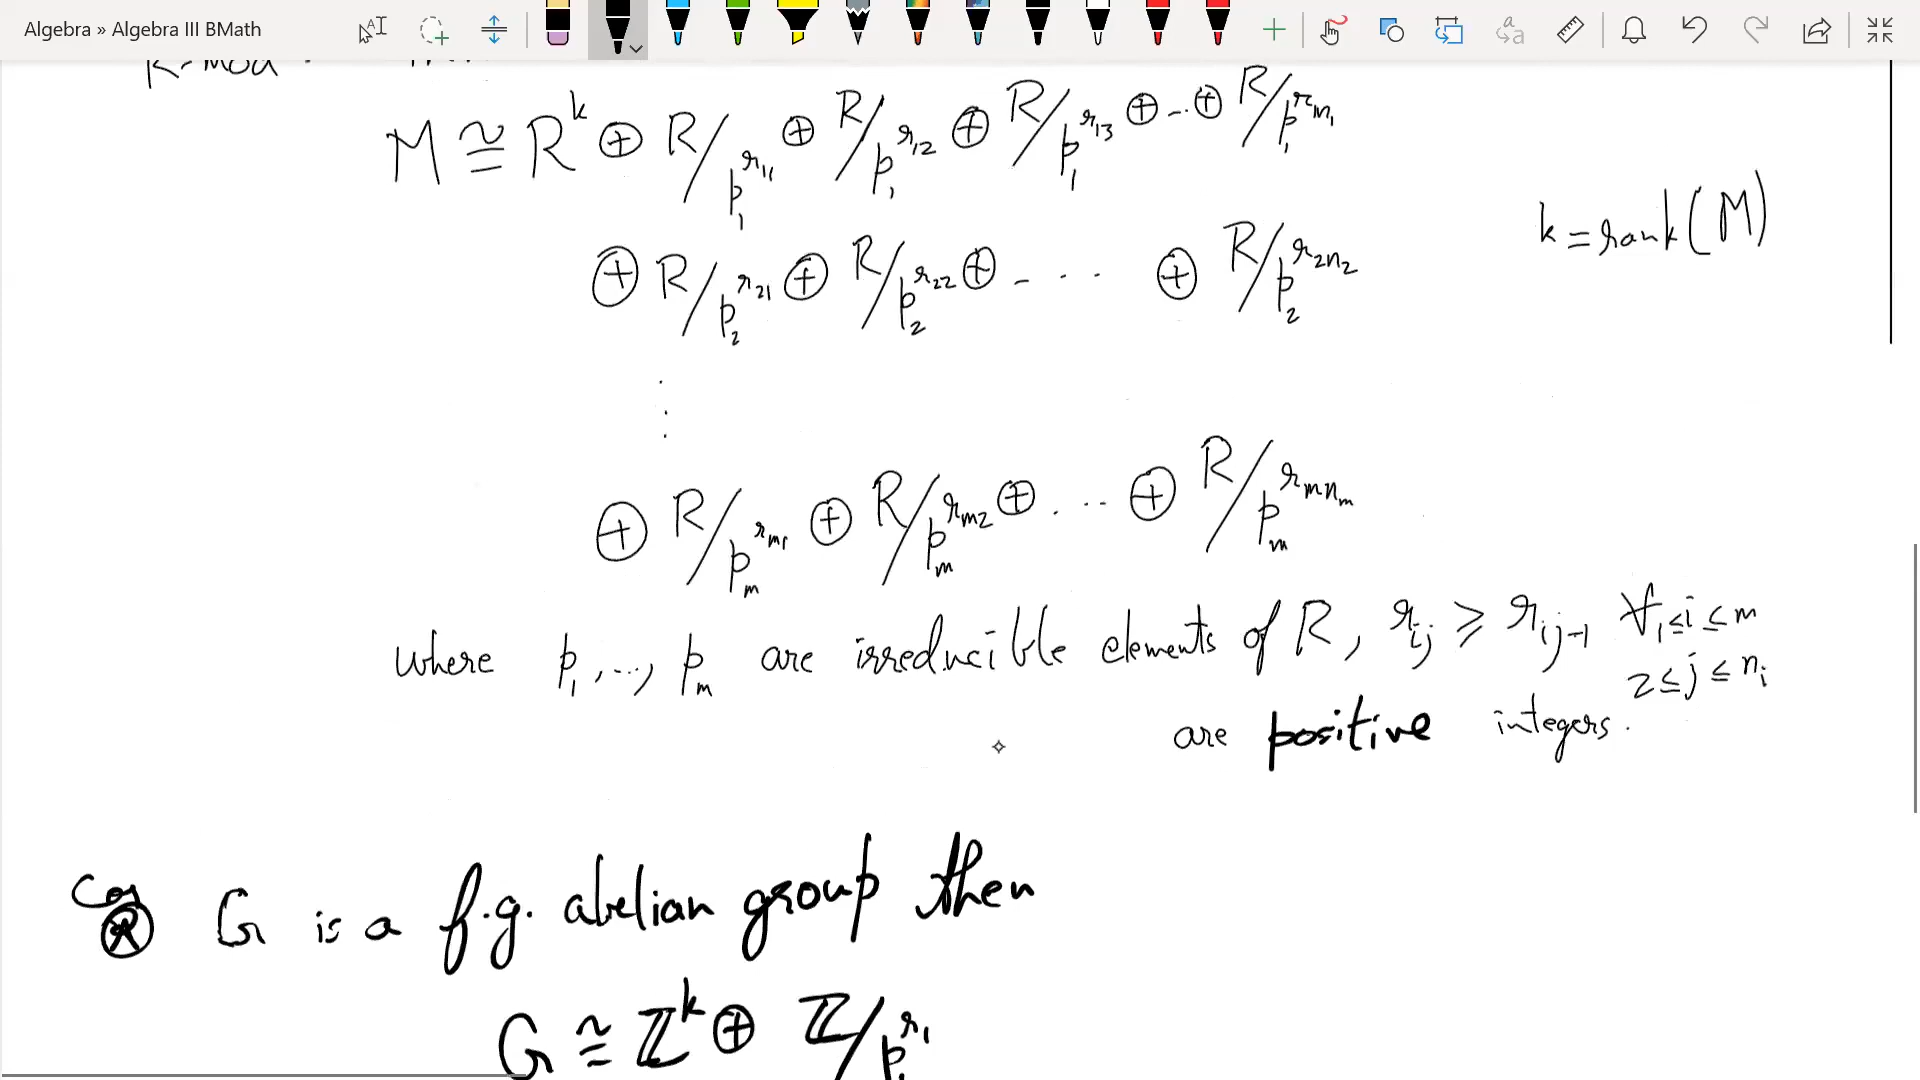 Algebra » Algebra III BMath
R-mod
M ≅ R^k ⊕ R/p_1^{r_{11}} ⊕ R/p_1^{r_{12}} ⊕ R/p_1^{r_{13}} ⊕ .. ⊕ R/p_1^{r_{1n_1}}
k = rank(M)
⊕ R/p_2^{r_{21}} ⊕ R/p_2^{r_{22}} ⊕ - ... ⊕ R/p_2^{r_{2n_2}}
⋮
⊕ R/p_m^{r_{m1}} ⊕ R/p_m^{r_{m2}} ⊕ . .. ⊕ R/p_m^{r_{mn_m}}
where p_1, ..., p_m are irreducible elements of R, r_{ij} ≥ r_{ij-1} ∀ 1≤i≤m
2≤j≤n_i
are positive integers.
Cor
G is a f.g. abelian group then
G ≅ ℤ^k ⊕ ℤ/p_1^{r_1}